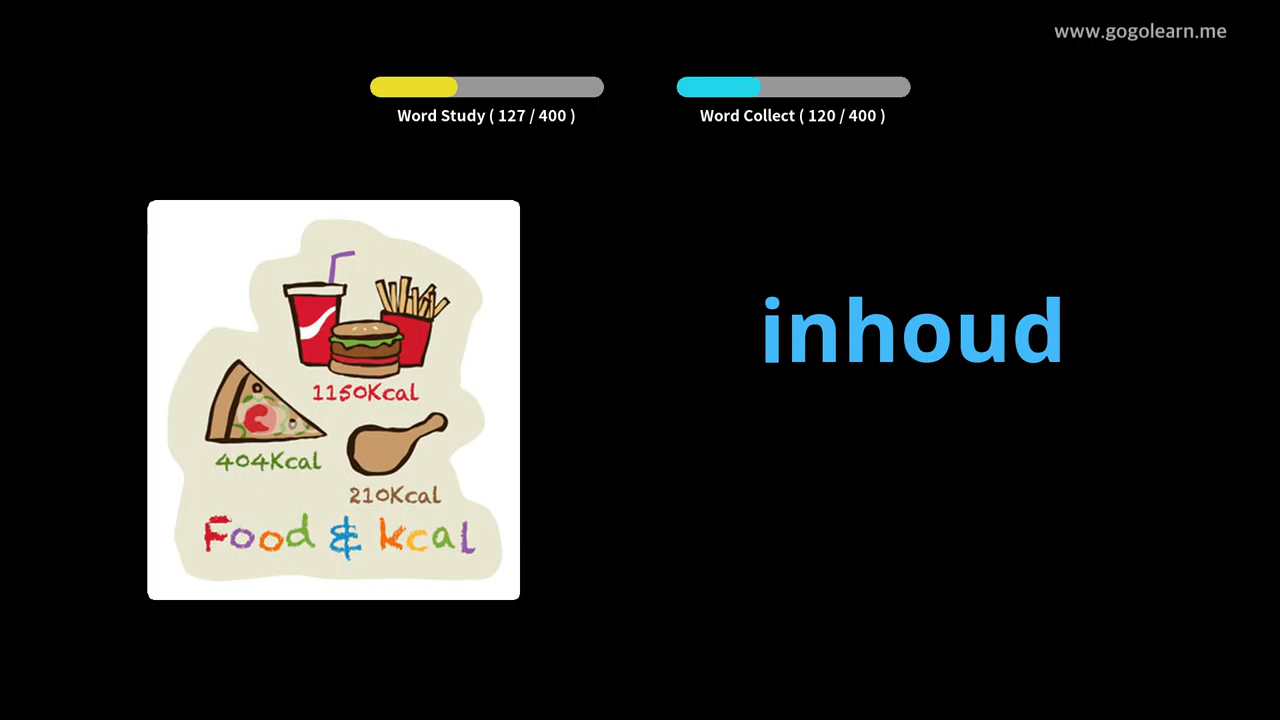 www.gogolearn.me
Word Study ( 127 / 400 )
Word Collect ( 120 / 400 )
inhoud
1150Kcal
404Kcal
210Kcal
Food & kcal